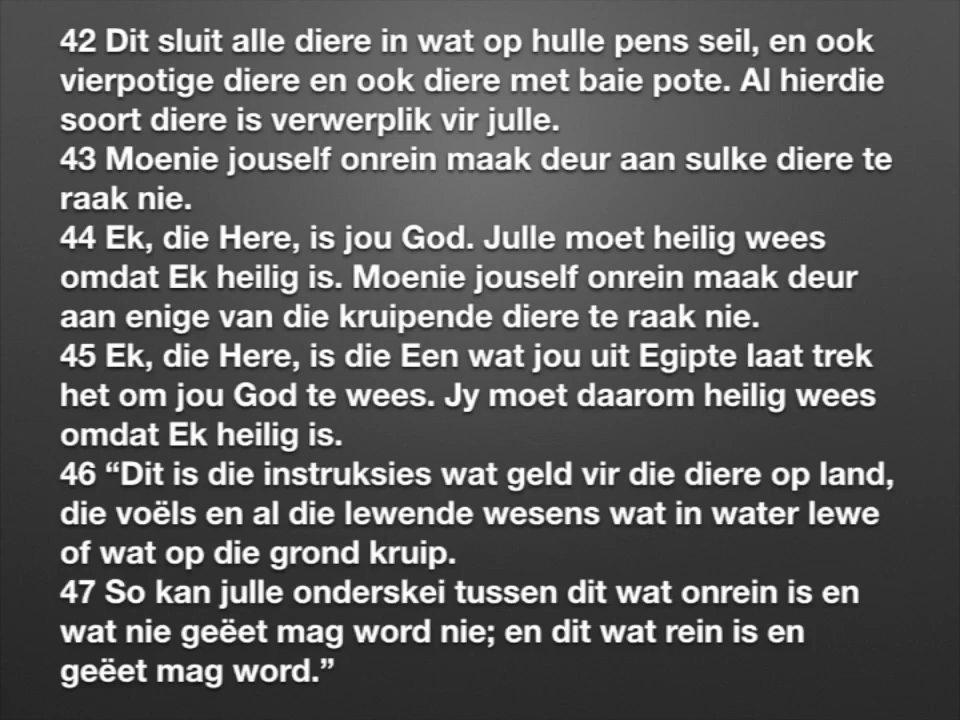 42 Dit sluit alle diere in wat op hulle pens seil, en ook
vierpotige diere en ook diere met baie pote. Al hierdie
soort diere is verwerplik vir julle.
43 Moenie jouself onrein maak deur aan sulke diere te
raak nie.
44 Ek, die Here, is jou God. Julle moet heilig wees
omdat Ek heilig is. Moenie jouself onrein maak deur
aan enige van die kruipende diere te raak nie.
45 Ek, die Here, is die Een wat jou uit Egipte laat trek
het om jou God te wees. Jy moet daarom heilig wees
omdat Ek heilig is.
46 “Dit is die instruksies wat geld vir die diere op land,
die voëls en al die lewende wesens wat in water lewe
of wat op die grond kruip.
47 So kan julle onderskei tussen dit wat onrein is en
wat nie geëet mag word nie; en dit wat rein is en
geëet mag word.”